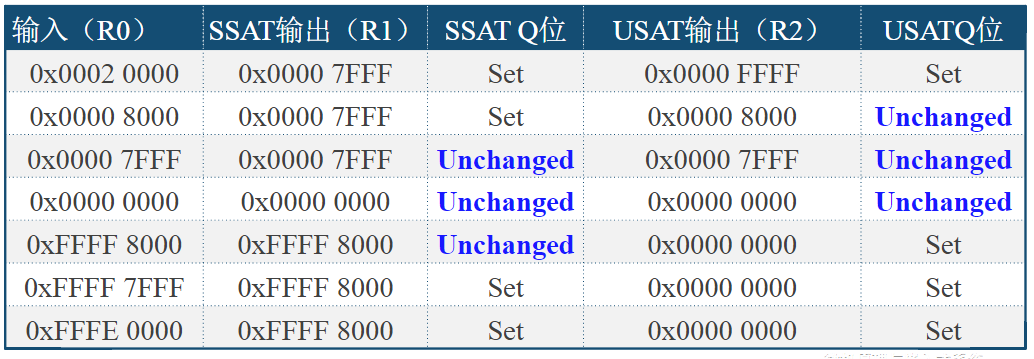 输入（R0） SSAT输出（R1） SSAT Q位 USAT输出（R2） USATQ位
0x0002 0000 0x0000 7FFF Set 0x0000 FFFF Set
0x0000 8000 0x0000 7FFF Set 0x0000 8000 Unchanged
0x0000 7FFF 0x0000 7FFF Unchanged 0x0000 7FFF Unchanged
0x0000 0000 0x0000 0000 Unchanged 0x0000 0000 Unchanged
0xFFFF 8000 0xFFFF 8000 Unchanged 0x0000 0000 Set
0xFFFF 7FFF 0xFFFF 8000 Set 0x0000 0000 Set
0xFFFE 0000 0xFFFF 8000 Set 0x0000 0000 Set